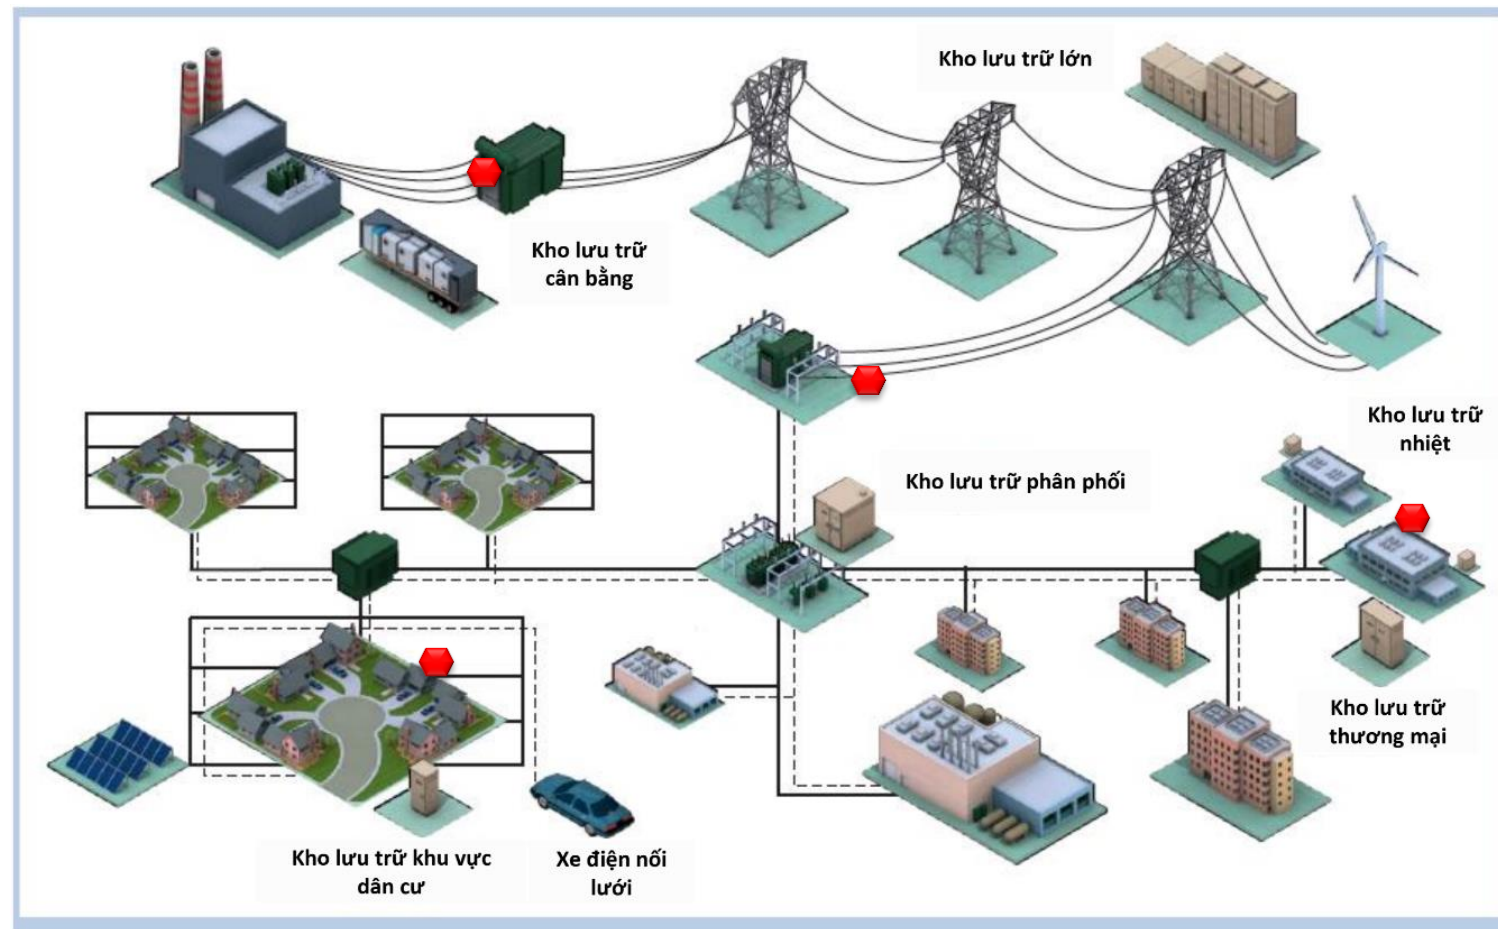 Kho lưu trữ lớn
Kho lưu trữ
cân bằng
Kho lưu trữ
nhiệt
Kho lưu trữ phân phối
Kho lưu trữ
thương mại
Kho lưu trữ khu vực
dân cư
Xe điện nối
lưới